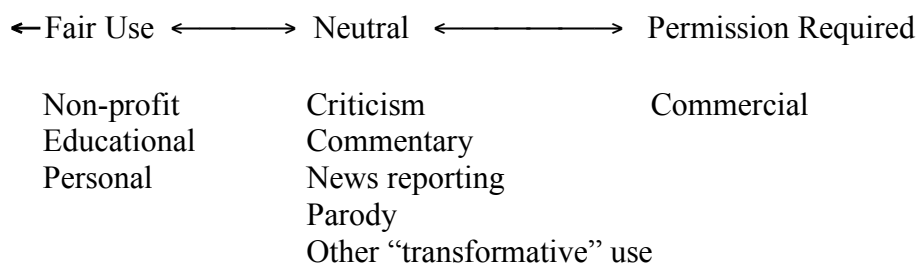 Fair Use Neutral Permission Required
Non-profit Criticism Commercial
Educational Commentary
Personal News reporting
Parody
Other “transformative” use